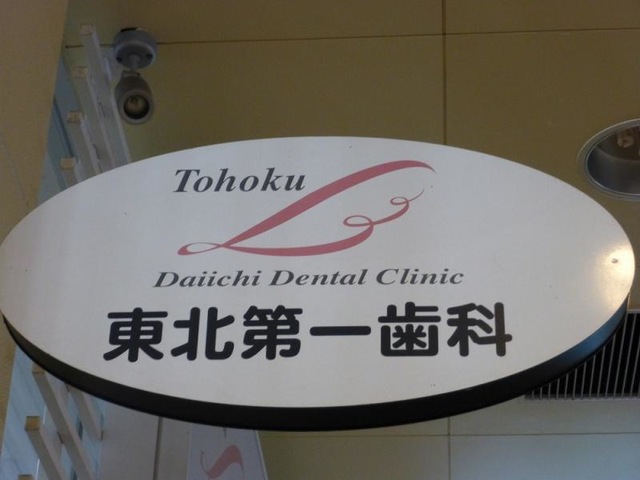 Tohoku
Daiichi Dental Clinic
東北第一歯科